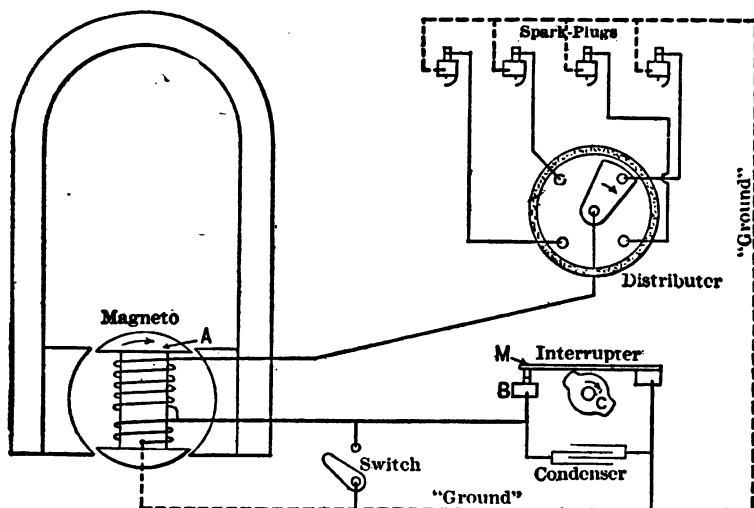 Spark-Plugs
"Ground"
Distributer
Magneto
A
M
Interrupter
B
C
Switch
Condenser
"Ground"